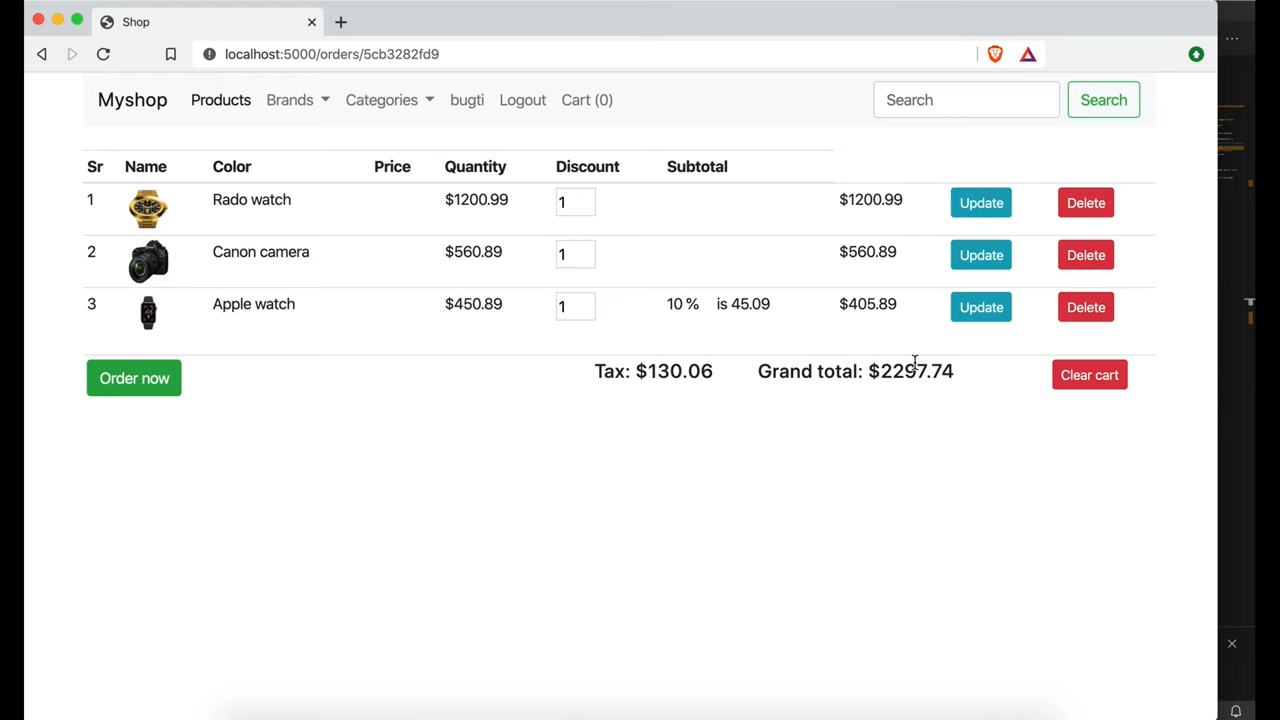 Shop
localhost:5000/orders/5cb3282fd9
Myshop Products Brands Categories bugti Logout Cart (0) Search Search
Sr Name Color Price Quantity Discount Subtotal
1 Rado watch $1200.99 1 $1200.99 Update Delete
2 Canon camera $560.89 1 $560.89 Update Delete
3 Apple watch $450.89 1 10 % is 45.09 $405.89 Update Delete
Order now Tax: $130.06 Grand total: $2297.74 Clear cart